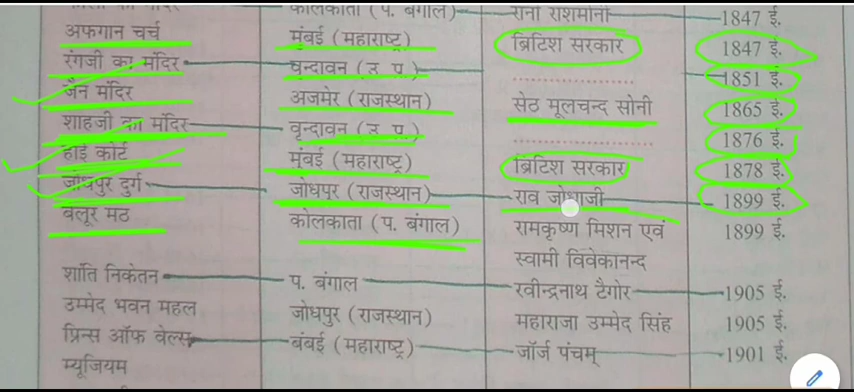 कोलकाता (प. बंगाल) रानी राशमोनी 1847 ई.
अफगान चर्च मुंबई (महाराष्ट्र) ब्रिटिश सरकार 1847 ई.
रंगजी का मंदिर वृन्दावन (उ. प.) .................. 1851 ई.
जैन मंदिर अजमेर (राजस्थान) सेठ मूलचन्द सोनी 1865 ई.
शाहजी का मंदिर वृन्दावन (उ. प.) .................. 1876 ई.
हाई कोर्ट मुंबई (महाराष्ट्र) ब्रिटिश सरकार 1878 ई.
जोधपुर दुर्ग जोधपुर (राजस्थान) राव जोधाजी 1899 ई.
बेलूर मठ कोलकाता (प. बंगाल) रामकृष्ण मिशन एवं 1899 ई.
स्वामी विवेकानन्द
शांति निकेतन प. बंगाल रवीन्द्रनाथ टैगोर 1905 ई.
उम्मेद भवन महल जोधपुर (राजस्थान) महाराजा उम्मेद सिंह 1905 ई.
प्रिन्स ऑफ वेल्स बंबई (महाराष्ट्र) जॉर्ज पंचम् 1901 ई.
म्यूजियम